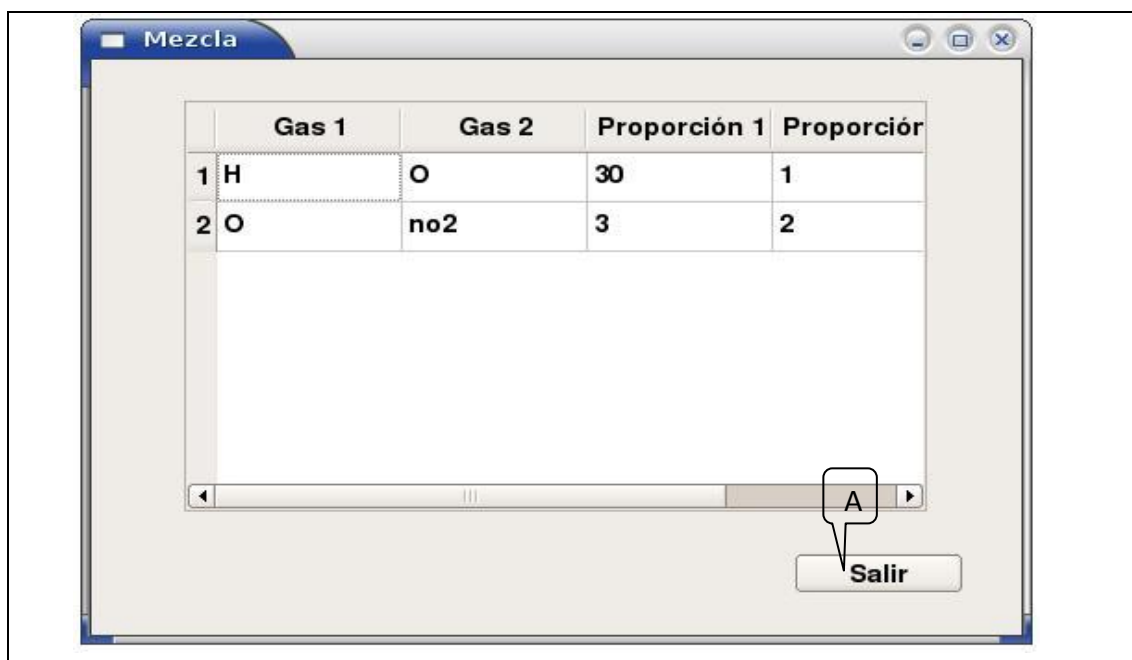 Mezcla
Gas 1 Gas 2 Proporción 1 Proporción
1 H O 30 1
2 O no2 3 2
A
Salir